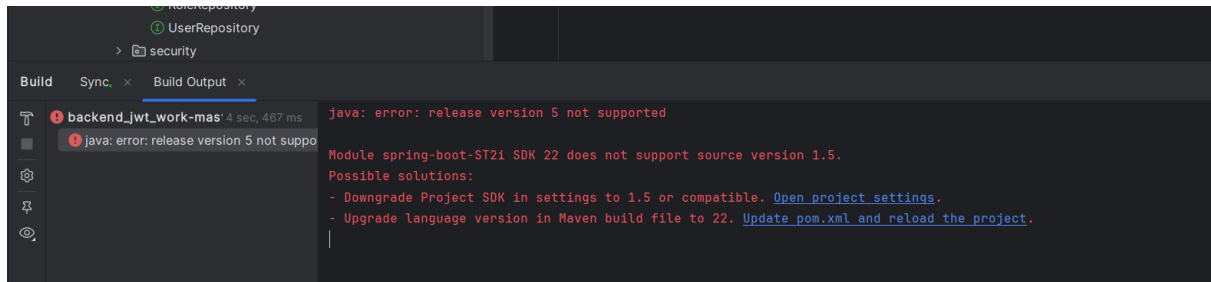 RoleRepository
UserRepository
security
Build Sync Build Output
backend_jwt_work-mas 4 sec, 467 ms
java: error: release version 5 not suppo
java: error: release version 5 not supported
Module spring-boot-ST2i SDK 22 does not support source version 1.5.
Possible solutions:
- Downgrade Project SDK in settings to 1.5 or compatible. Open project settings.
- Upgrade language version in Maven build file to 22. Update pom.xml and reload the project.